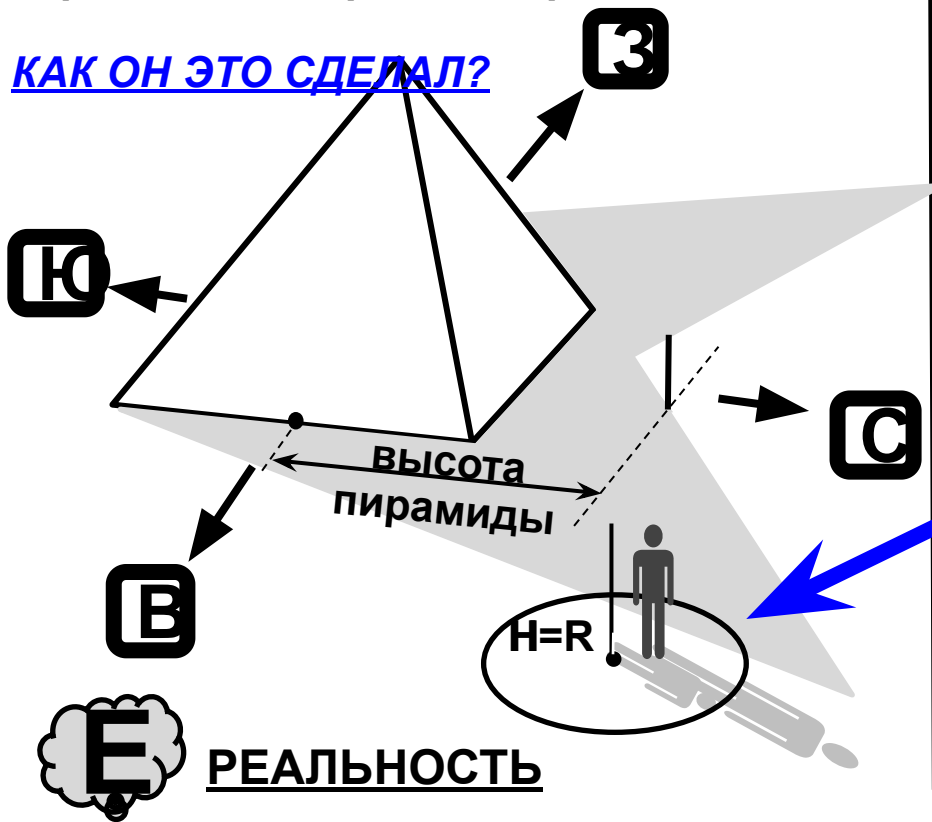 КАК ОН ЭТО СДЕЛАЛ?
З
Ю
высота
пирамиды
С
В
H=R
Е
РЕАЛЬНОСТЬ